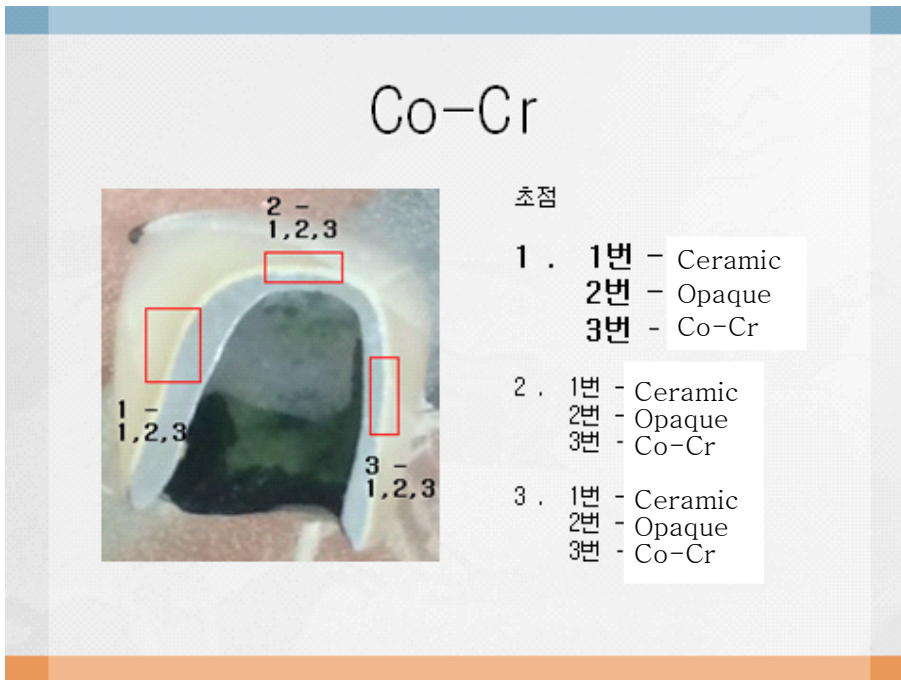 Co-Cr
2 -
1,2,3
1 -
1,2,3
3 -
1,2,3
초점
1. 1번 - Ceramic
2번 - Opaque
3번 - Co-Cr
2. 1번 - Ceramic
2번 - Opaque
3번 - Co-Cr
3. 1번 - Ceramic
2번 - Opaque
3번 - Co-Cr